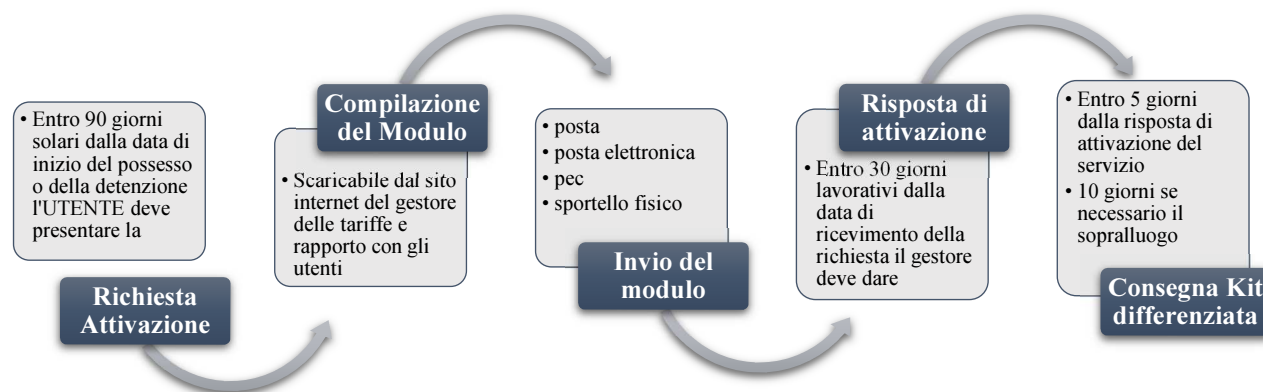 • Entro 90 giorni
solari dalla data di
inizio del possesso
o della detenzione
l'UTENTE deve
presentare la
Richiesta
Attivazione
Compilazione
del Modulo
• Scaricabile dal sito
internet del gestore
delle tariffe e
rapporto con gli
utenti
• posta
• posta elettronica
• pec
• sportello fisico
Invio del
modulo
Risposta di
attivazione
• Entro 30 giorni
lavorativi dalla
data di
ricevimento della
richiesta il gestore
deve dare
• Entro 5 giorni
dalla risposta di
attivazione del
servizio
• 10 giorni se
necessario il
sopralluogo
Consegna Kit
differenziata